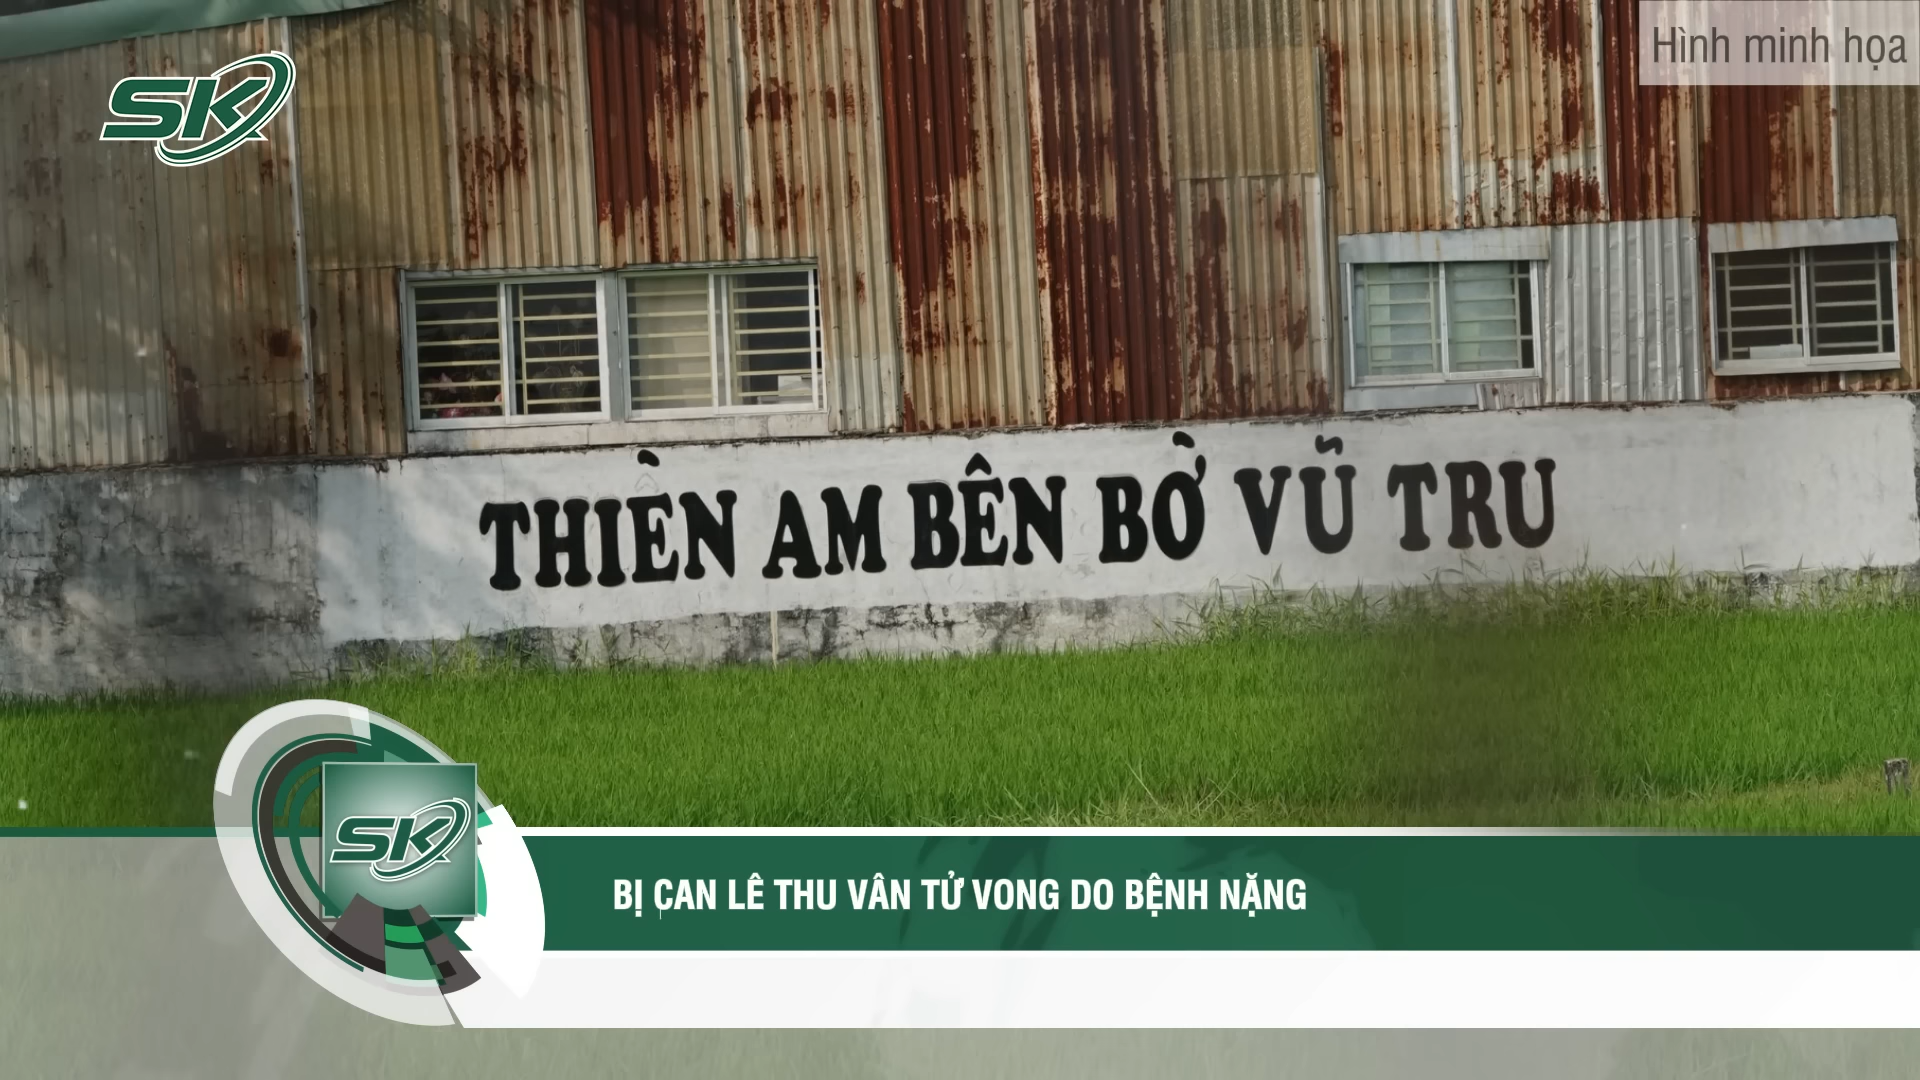 Hình minh họa
SK
THIỀN AM BÊN BỜ VŨ TRU
SK
BỊ CAN LÊ THU VÂN TỬ VONG DO BỆNH NẶNG